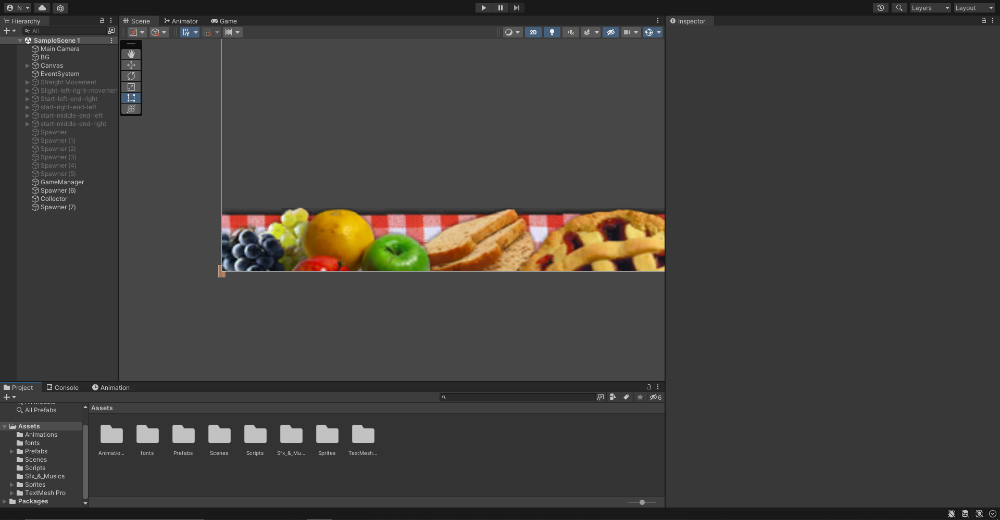 N
Layers
Layout
Hierarchy
All
SampleScene 1
Main Camera
BG
Canvas
EventSystem
Straight Movement
Slight-left-right-movemen
Start-left-end-right
start-right-end-left
start-middle-end-left
start-middle-end-right
Spawner
Spawner (1)
Spawner (2)
Spawner (3)
Spawner (4)
Spawner (5)
GameManager
Spawner (6)
Collector
Spawner (7)
Scene
Animator
Game
2D
Inspector
Project
Console
Animation
6
All Models
All Prefabs
Assets
Animations
fonts
Prefabs
Scenes
Scripts
Sfx_&_Musics
Sprites
TextMesh Pro
Packages
Assets
Animatio...
fonts
Prefabs
Scenes
Scripts
Sfx_&_Mu...
Sprites
TextMesh...